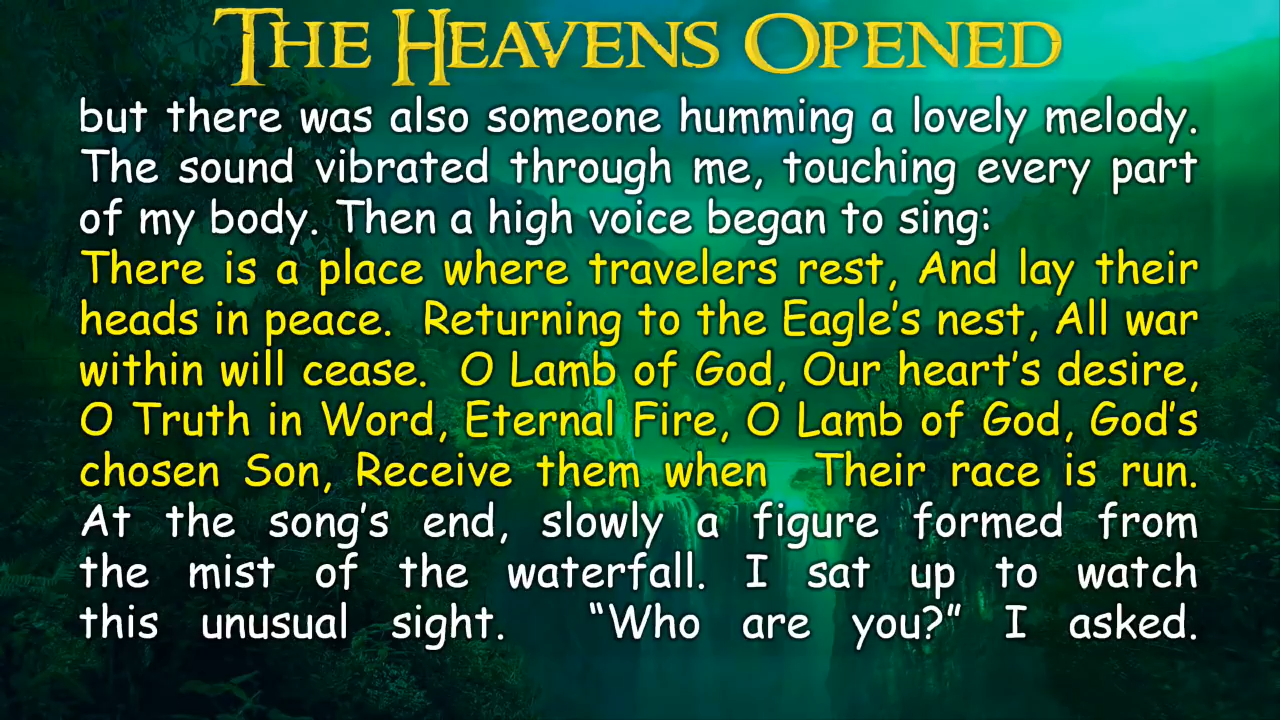 THE HEAVENS OPENED
but there was also someone humming a lovely melody.
The sound vibrated through me, touching every part
of my body. Then a high voice began to sing:
There is a place where travelers rest, And lay their
heads in peace.  Returning to the Eagle’s nest, All war
within will cease.  O Lamb of God, Our heart’s desire,
O Truth in Word, Eternal Fire, O Lamb of God, God’s
chosen Son, Receive them when  Their race is run.
At the song’s end, slowly a figure formed from
the mist of the waterfall. I sat up to watch
this unusual sight.  “Who are you?” I asked.